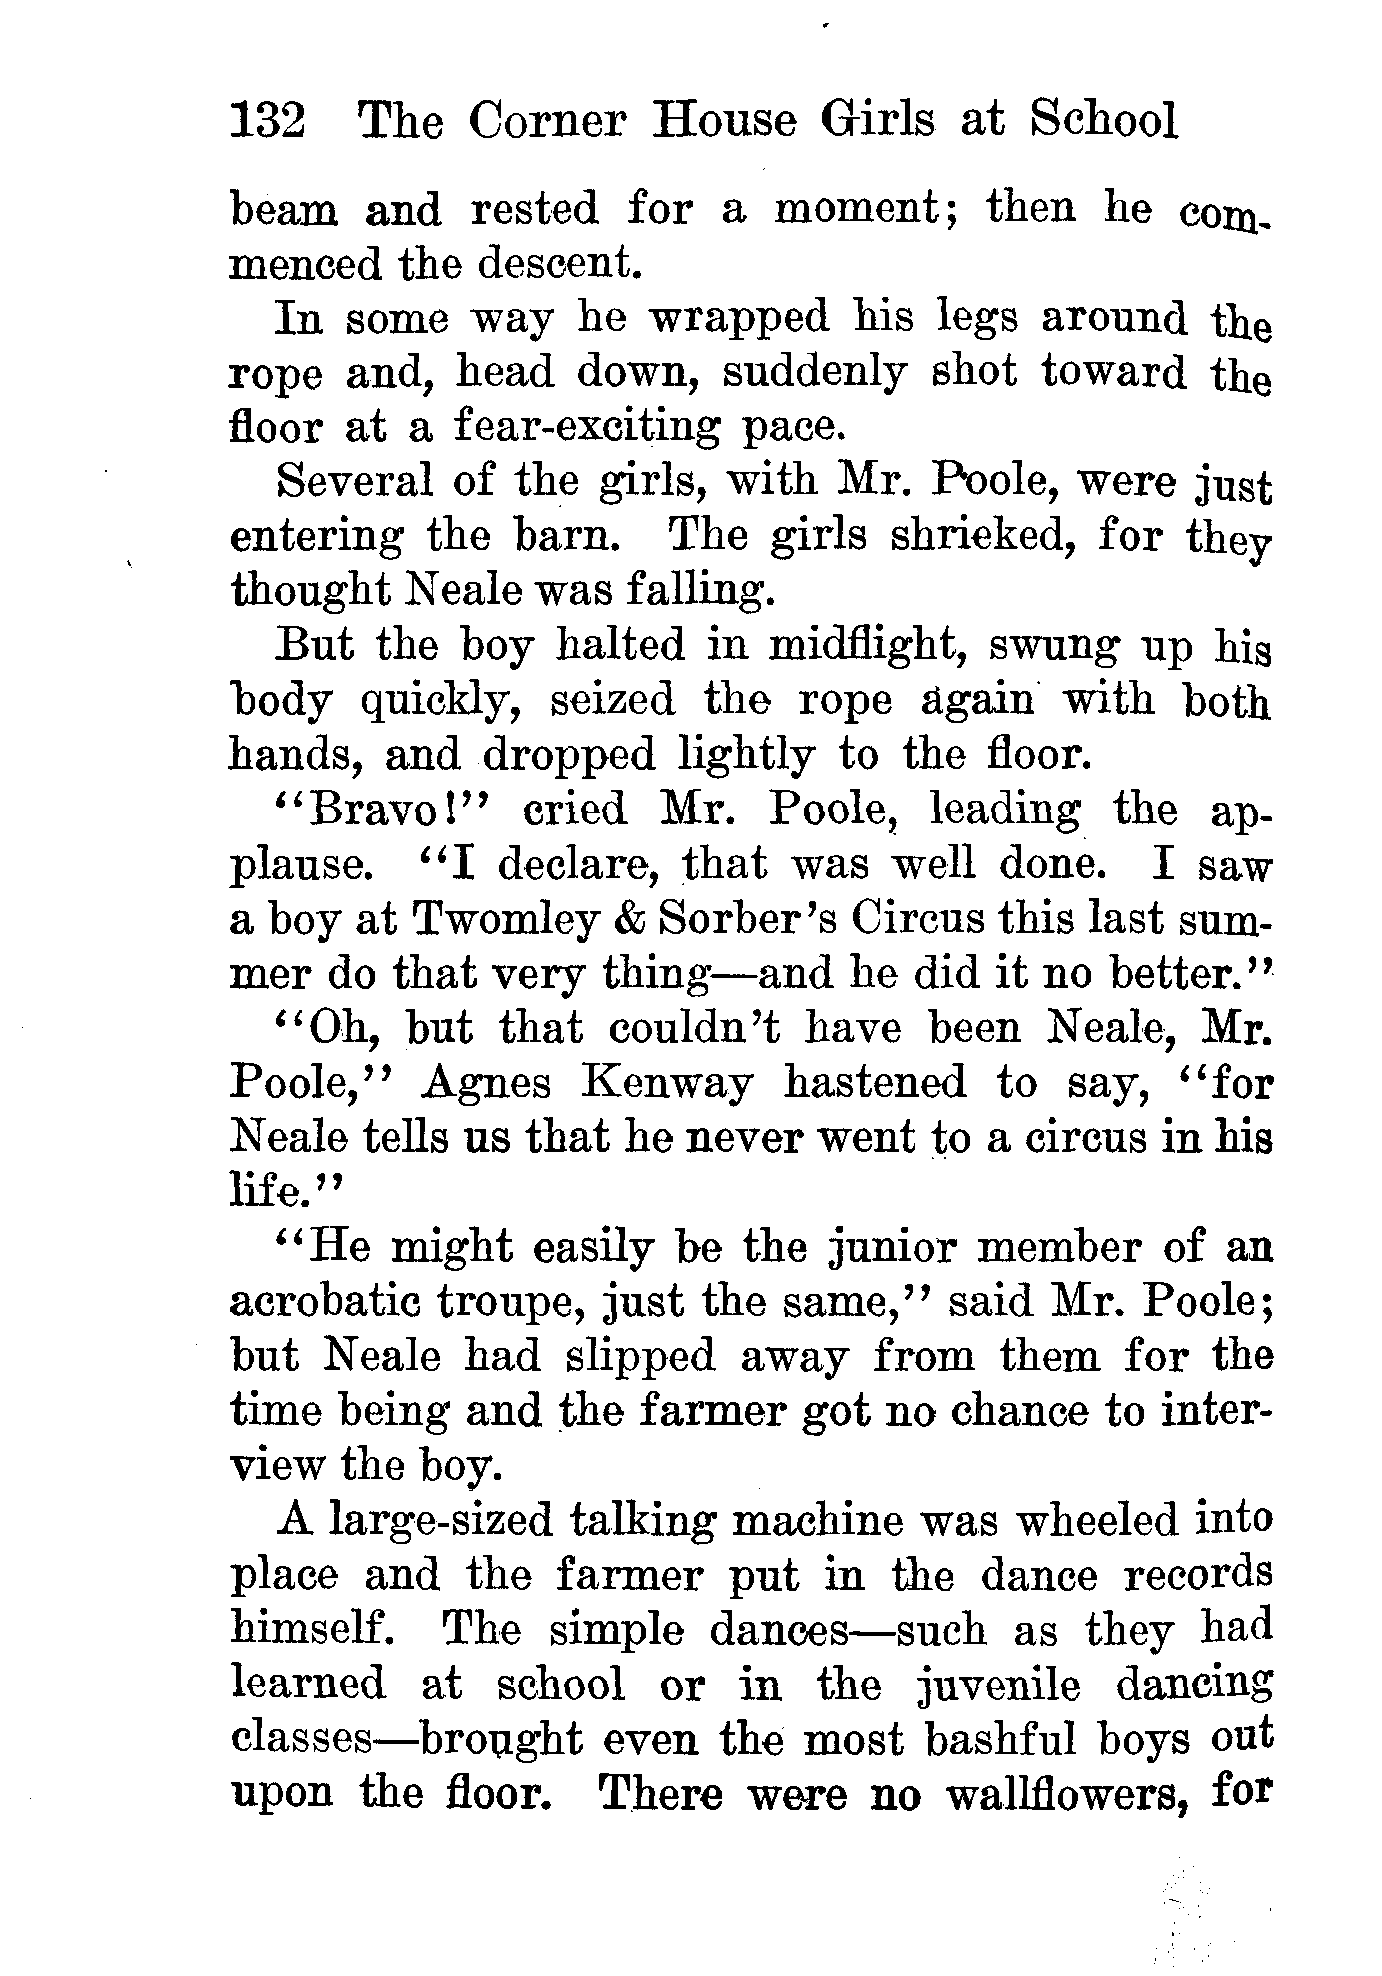 132 The Corner House Girls at School
beam and rested for a moment; then he com-
menced the descent.
In some way he wrapped his legs around the
rope and, head down, suddenly shot toward the
floor at a fear-exciting pace.
Several of the girls, with Mr. Poole, were just
entering the barn. The girls shrieked, for they
thought Neale was falling.
But the boy halted in midflight, swung up his
body quickly, seized the rope again with both
hands, and dropped lightly to the floor.
"Bravo!" cried Mr. Poole, leading the ap-
plause. "I declare, that was well done. I saw
a boy at Twomley & Sorber's Circus this last sum-
mer do that very thing—and he did it no better."
"Oh, but that couldn't have been Neale, Mr.
Poole," Agnes Kenway hastened to say, "for
Neale tells us that he never went to a circus in his
life."
"He might easily be the junior member of an
acrobatic troupe, just the same," said Mr. Poole;
but Neale had slipped away from them for the
time being and the farmer got no chance to inter-
view the boy.
A large-sized talking machine was wheeled into
place and the farmer put in the dance records
himself. The simple dances—such as they had
learned at school or in the juvenile dancing
classes—brought even the most bashful boys out
upon the floor. There were no wallflowers, for